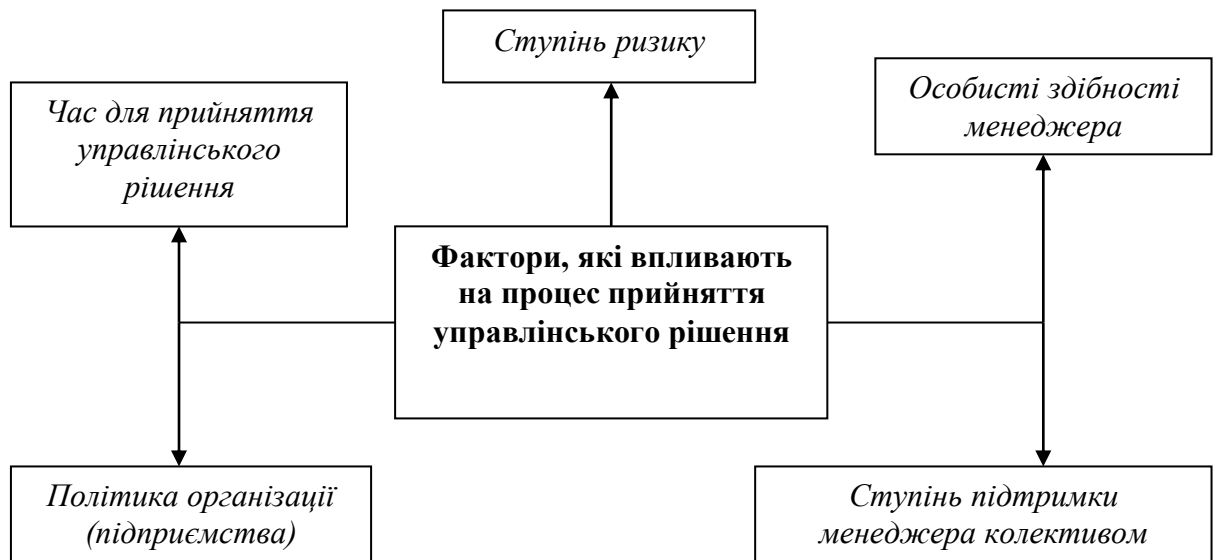 Ступінь ризику
Час для прийняття
управлінського
рішення
Особисті здібності
менеджера
Фактори, які впливають
на процес прийняття
управлінського рішення
Політика організації
(підприємства)
Ступінь підтримки
менеджера колективом